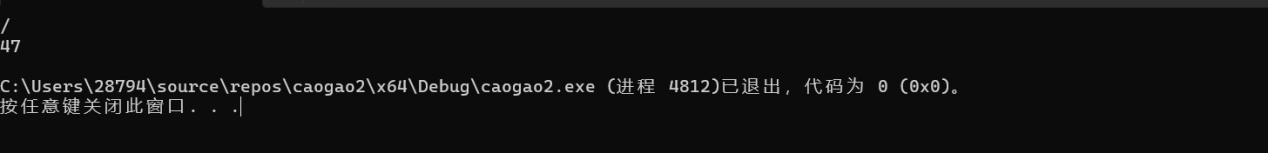 /
47
C:\Users\28794\source\repos\caogao2\x64\Debug\caogao2.exe (进程 4812)已退出，代码为 0 (0x0)。
按任意键关闭此窗口. . .